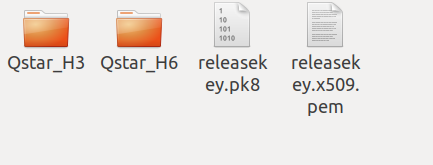 Qstar_H3
Qstar_H6
releasek
ey.pk8
releasek
ey.x509.
pem
1
10
101
1010